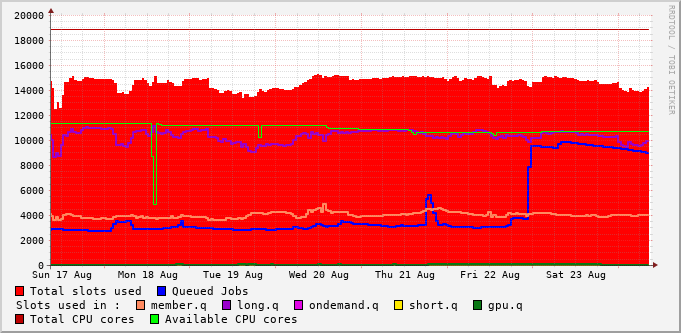 RRDTOOL / TOBI OETIKER
20000
18000
16000
14000
12000
10000
8000
6000
4000
2000
0
Sun 17 Aug Mon 18 Aug Tue 19 Aug Wed 20 Aug Thu 21 Aug Fri 22 Aug Sat 23 Aug
Total slots used Queued Jobs
Slots used in : member.q long.q ondemand.q short.q gpu.q
Total CPU cores Available CPU cores